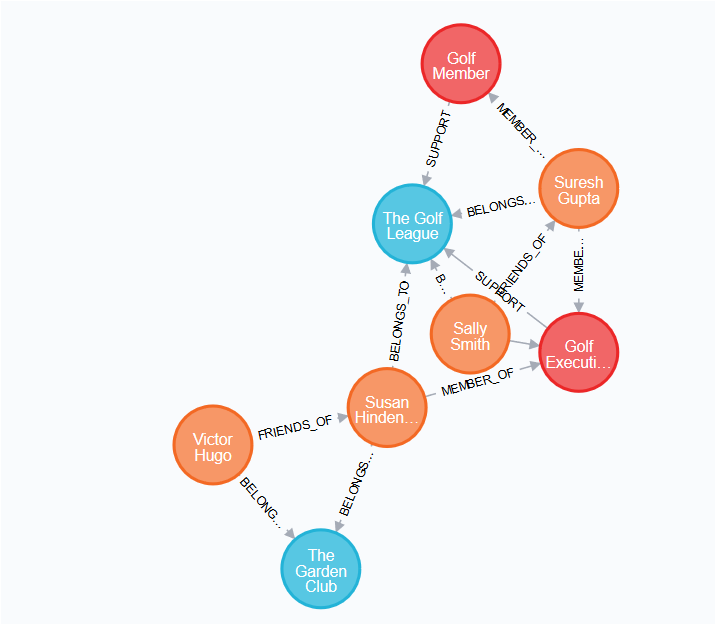 Golf
Member
SUPPORT
MEMBER_...
Suresh
Gupta
The Golf
League
BELONGS...
FRIENDS_OF
MEMBE...
SUPPORT
B...
BELONGS_TO
Sally
Smith
Golf
Executi...
MEMBER_OF
Susan
Hinden...
FRIENDS_OF
Victor
Hugo
BELONG...
BELONGS...
The
Garden
Club